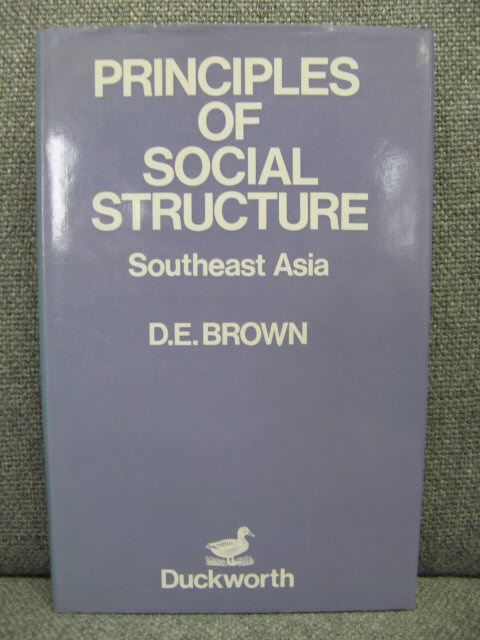 PRINCIPLES
OF
SOCIAL
STRUCTURE
Southeast Asia
D.E. BROWN
Duckworth